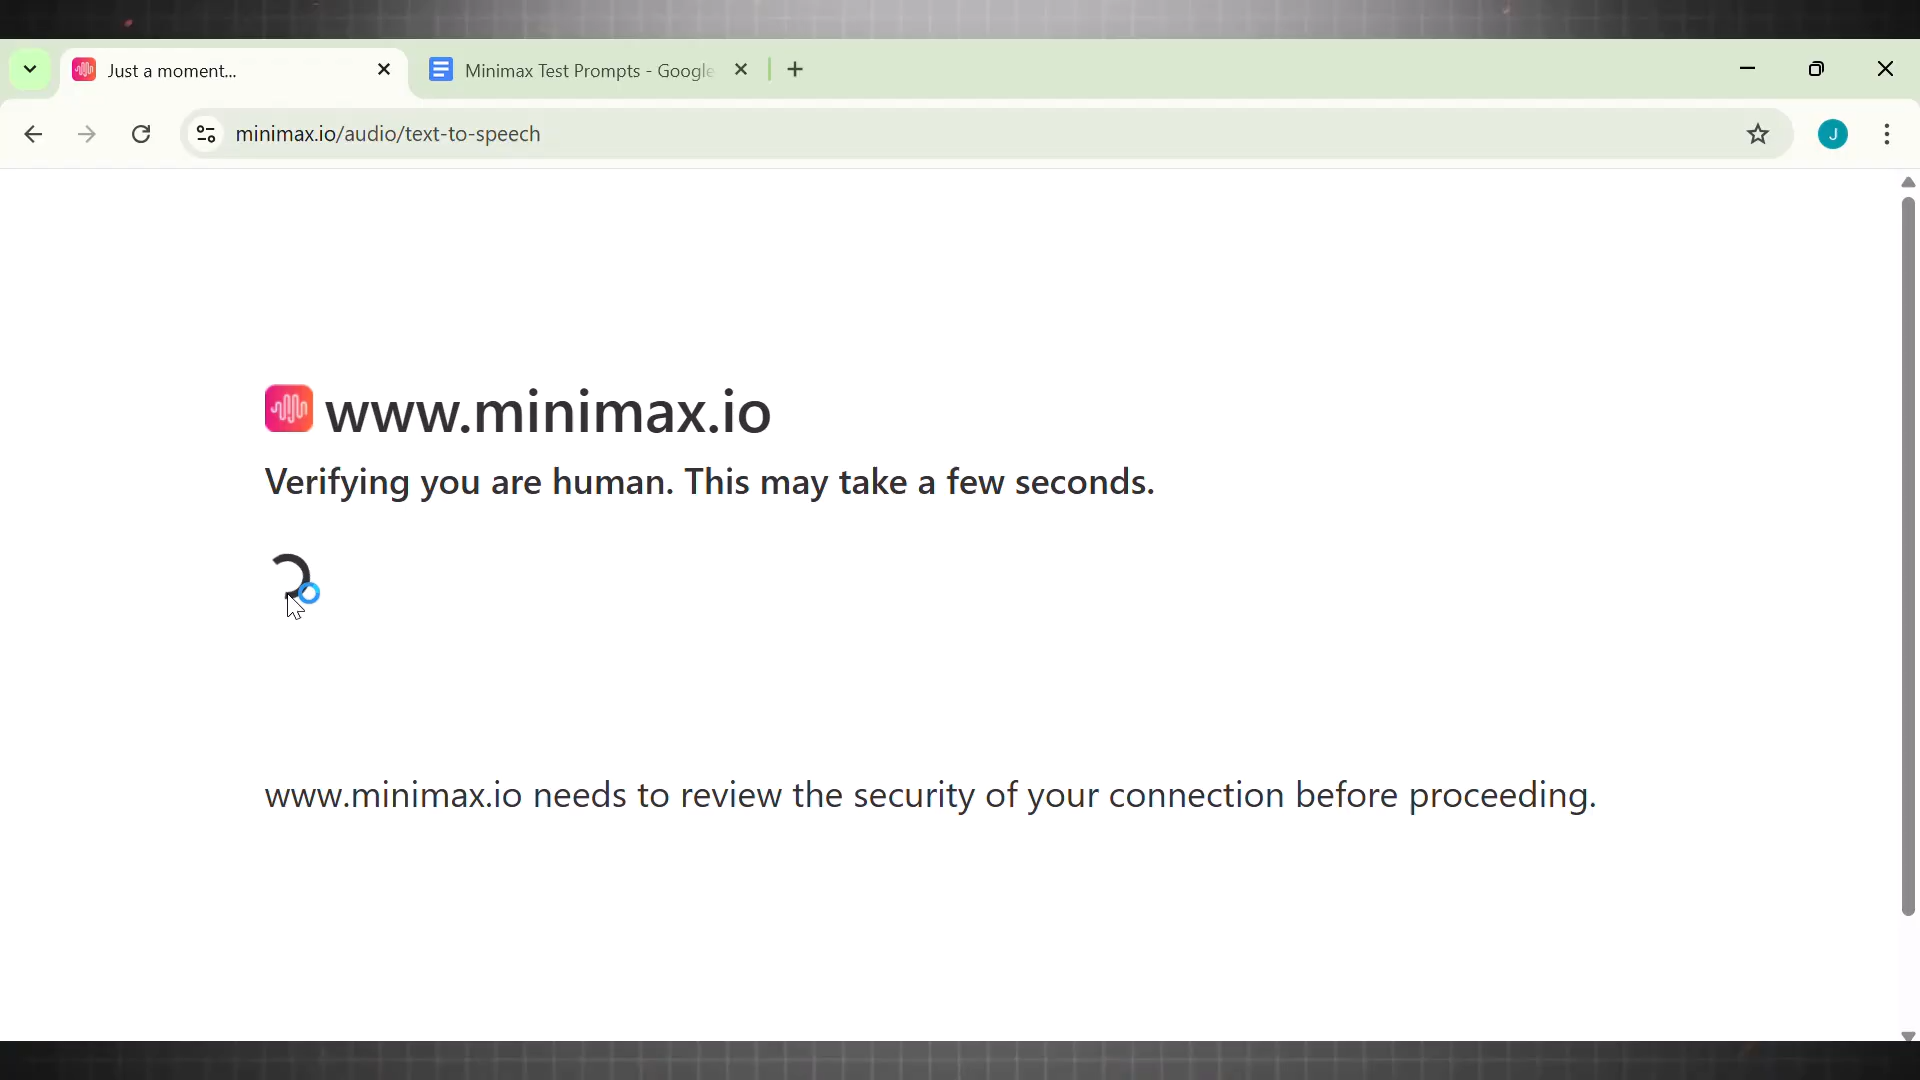 Just a moment...
Minimax Test Prompts - Google
minimax.io/audio/text-to-speech
J
www.minimax.io
Verifying you are human. This may take a few seconds.
www.minimax.io needs to review the security of your connection before proceeding.